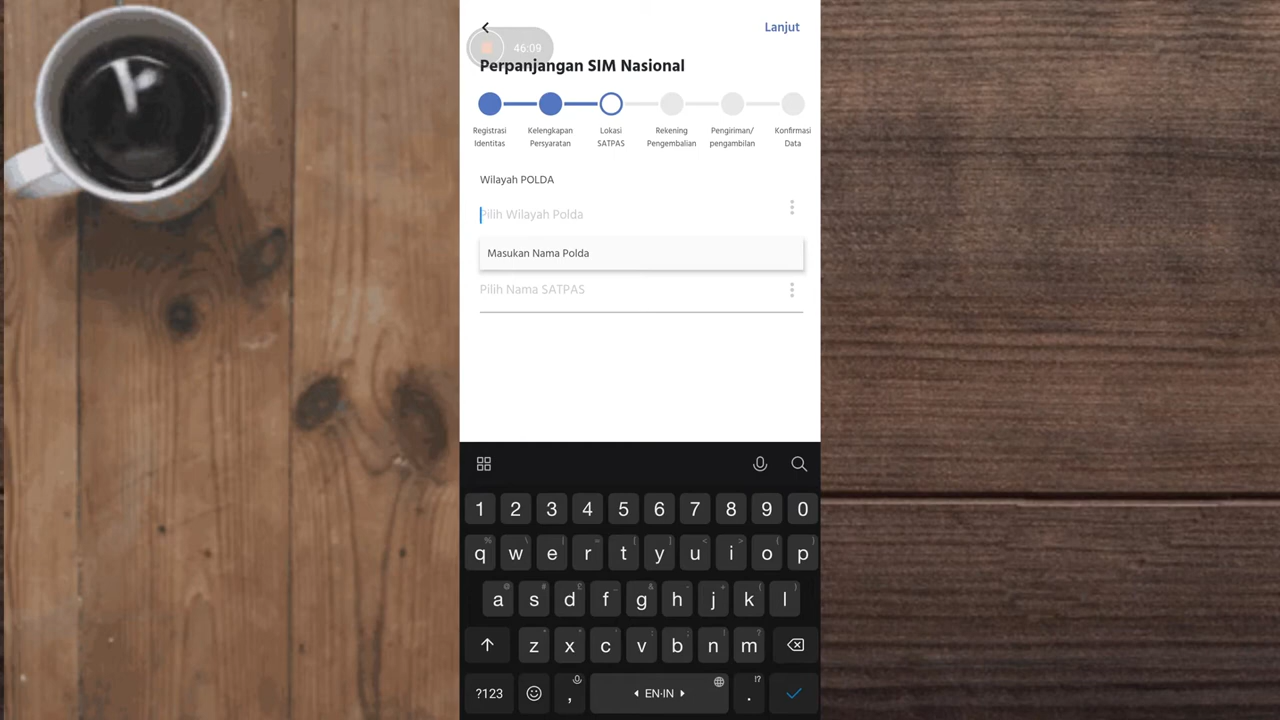 Lanjut
46:09
Perpanjangan SIM Nasional
Registrasi Identitas
Kelengkapan Persyaratan
Lokasi SATPAS
Rekening Pengembalian
Pengiriman/ pengambilan
Konfirmasi Data
Wilayah POLDA
Pilih Wilayah Polda
Masukan Nama Polda
Pilih Nama SATPAS
1 2 3 4 5 6 7 8 9 0
q w e r t y u i o p
a s d f g h j k l
z x c v b n m
?123 , EN-IN . !?